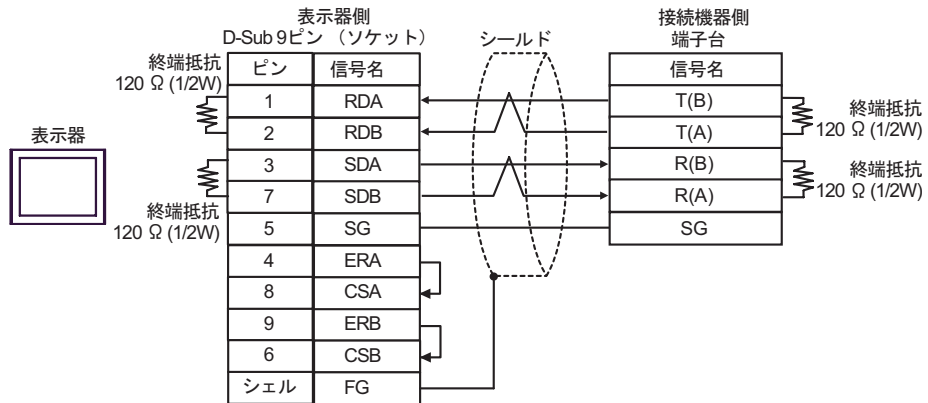 表示器側
D-Sub 9ピン （ソケット）
シールド
接続機器側
端子台
終端抵抗
120 Ω (1/2W)
ピン 信号名
信号名
1 RDA
T(B)
終端抵抗
120 Ω (1/2W)
2 RDB
T(A)
表示器
3 SDA
R(B)
終端抵抗
120 Ω (1/2W)
7 SDB
R(A)
終端抵抗
120 Ω (1/2W)
5 SG
SG
4 ERA
8 CSA
9 ERB
6 CSB
シェル FG